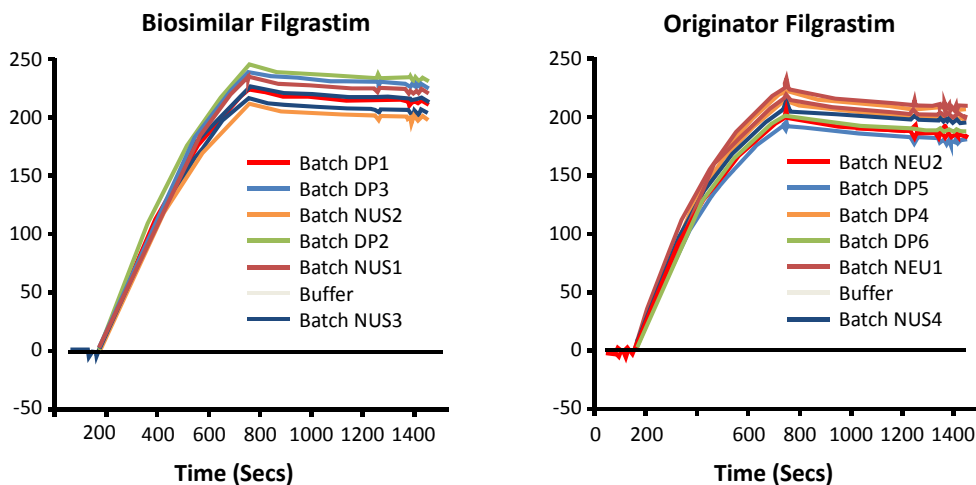 Biosimilar Filgrastim
250
200
150
100
50
0
-50
200 400 600 800 1000 1200 1400
Time (Secs)
Batch DP1
Batch DP3
Batch NUS2
Batch DP2
Batch NUS1
Buffer
Batch NUS3
Originator Filgrastim
250
200
150
100
50
0
-50
0 200 400 600 800 1000 1200 1400
Time (Secs)
Batch NEU2
Batch DP5
Batch DP4
Batch DP6
Batch NEU1
Buffer
Batch NUS4